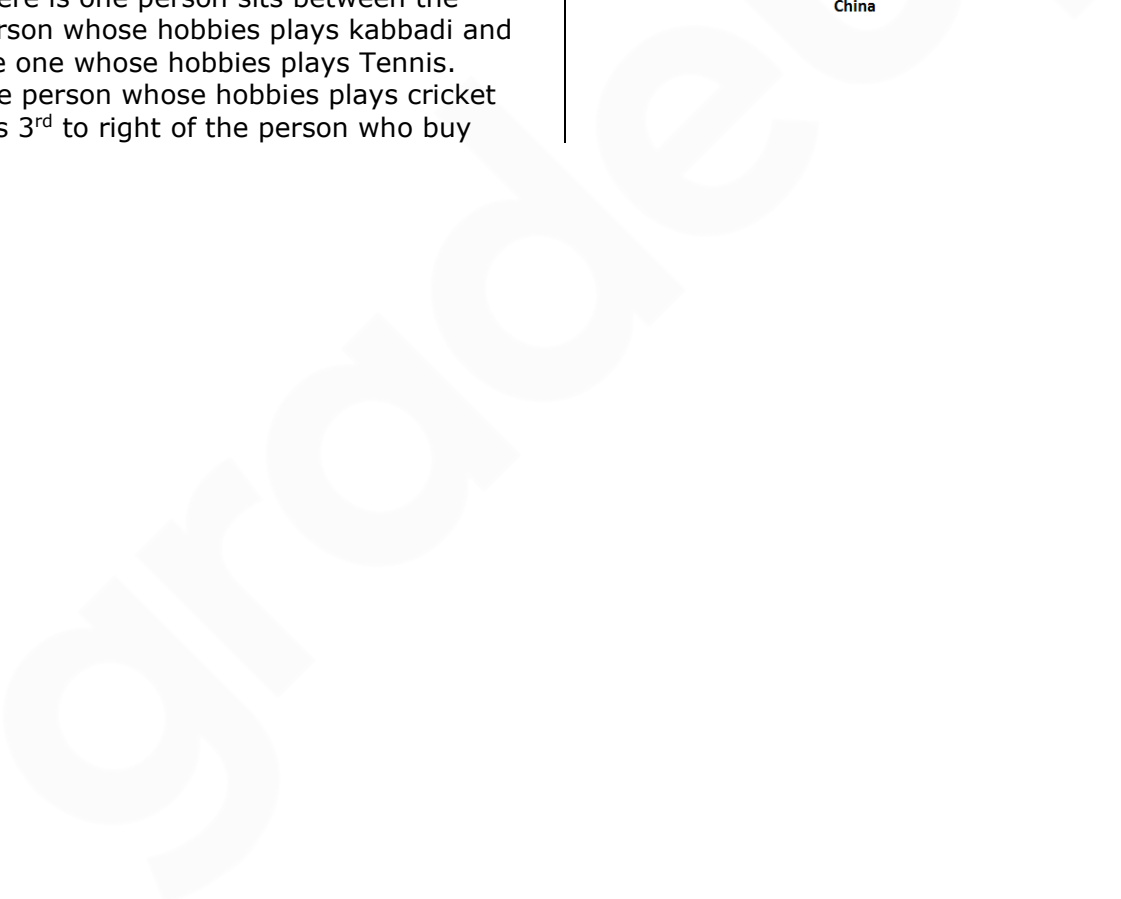 ere is one person sits between the
rson whose hobbies plays kabbadi and
e one whose hobbies plays Tennis.
e person whose hobbies plays cricket
s 3rd to right of the person who buy
China
grade